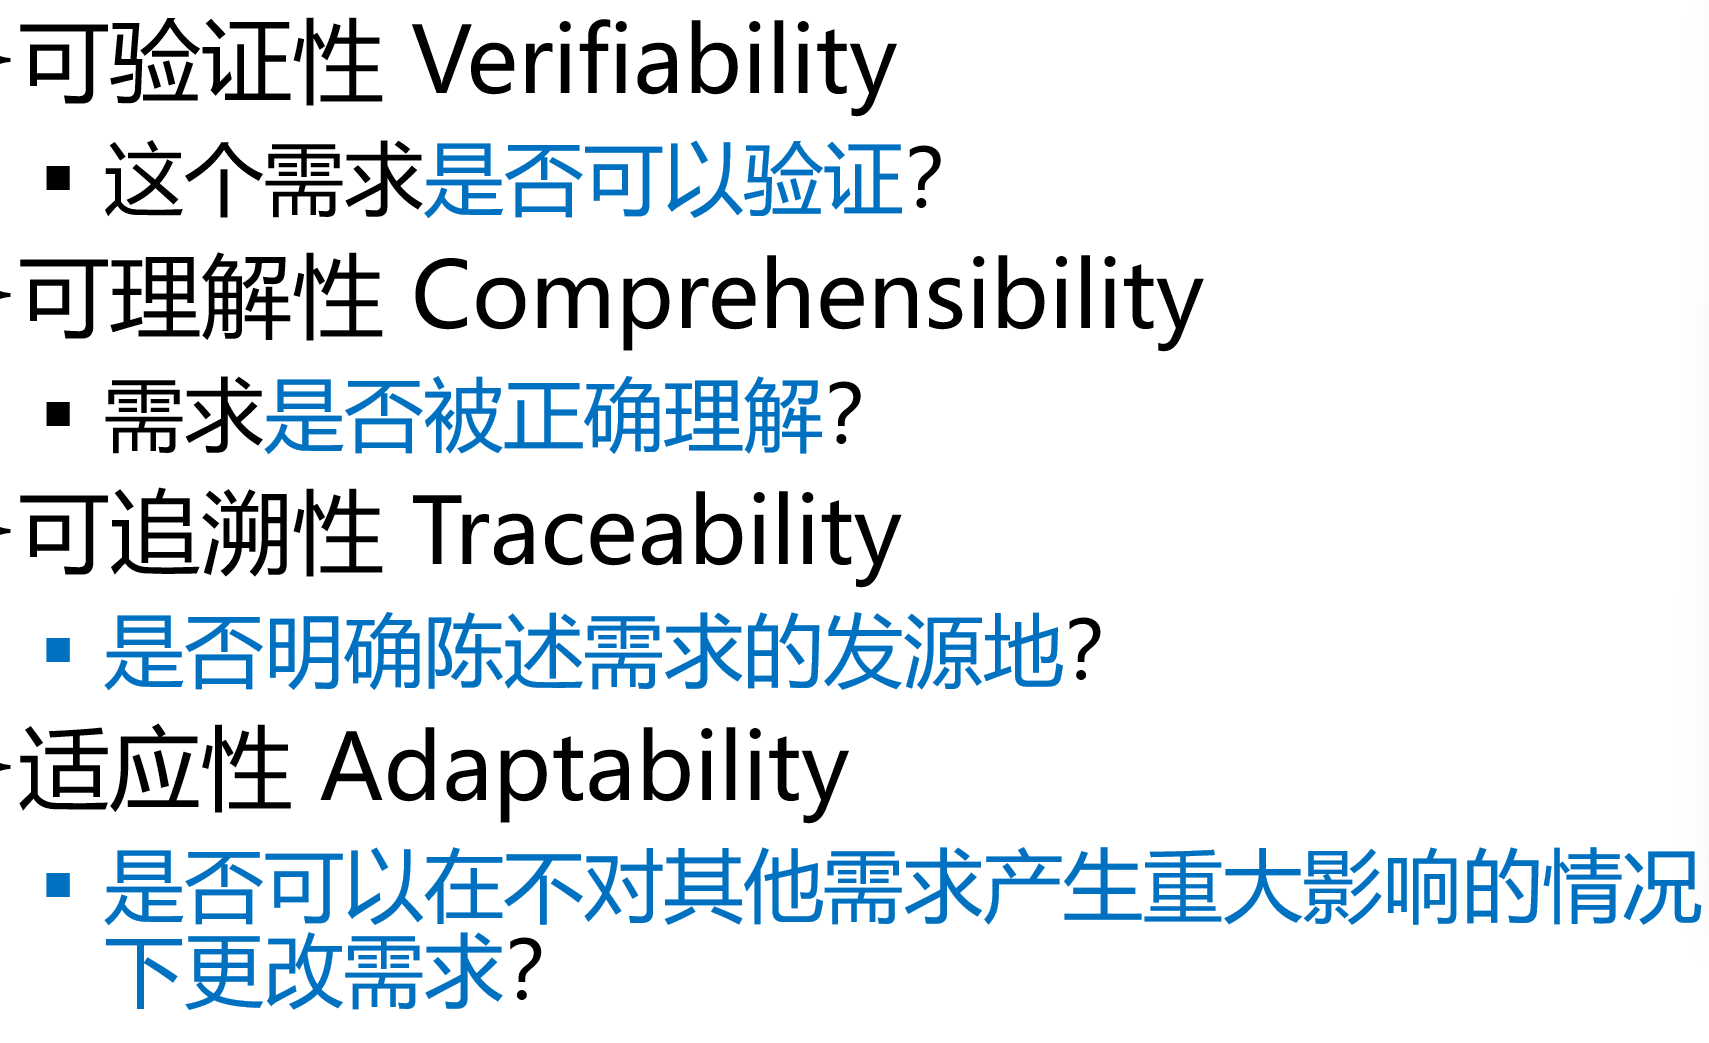 可验证性 Verifiability
▪ 这个需求是否可以验证？
可理解性 Comprehensibility
▪ 需求是否被正确理解？
可追溯性 Traceability
▪ 是否明确陈述需求的发源地？
适应性 Adaptability
▪ 是否可以在不对其他需求产生重大影响的情况
下更改需求？